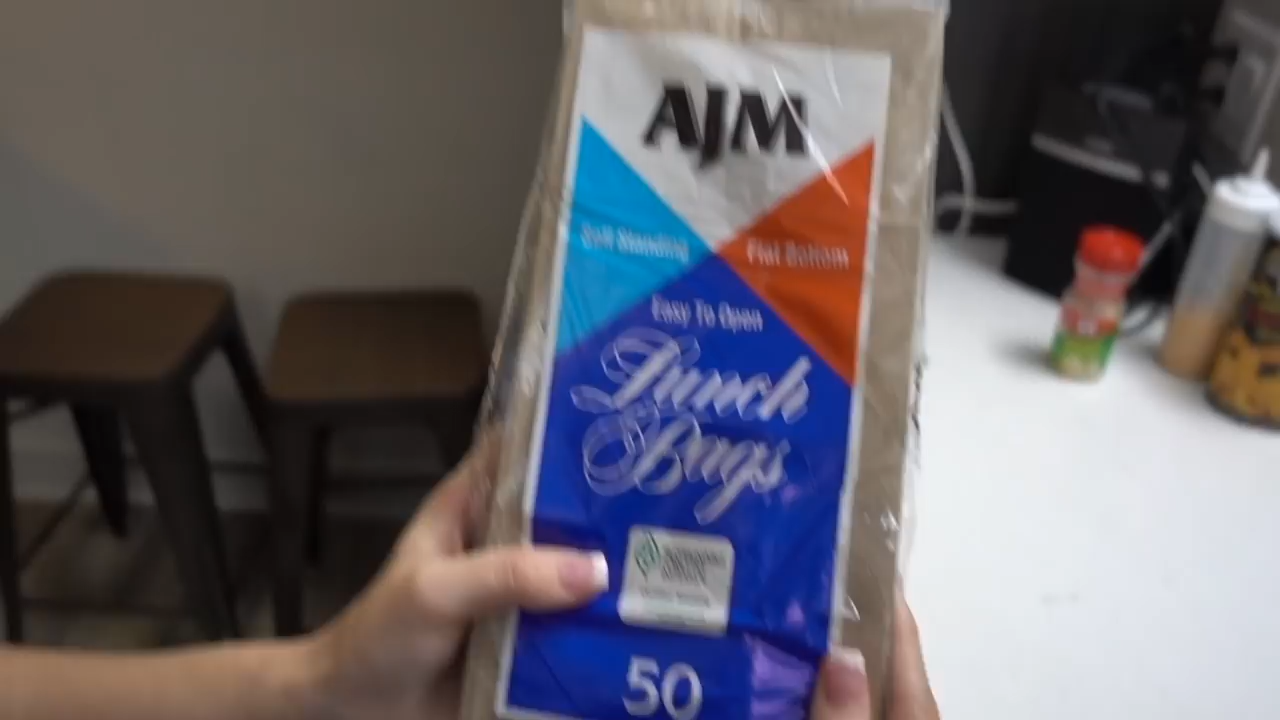 AJM
Self Standing
Flat Bottom
Easy To Open
Lunch
Bags
50